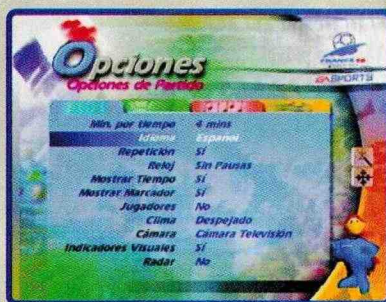 Opciones
Opciones de Partido
FRANCE 98
EA SPORTS
Min. por tiempo 4 mins
Idioma Español
Repetición Sí
Reloj Sin Pausas
Mostrar Tiempo Sí
Mostrar Marcador Sí
Jugadores No
Clima Despejado
Cámara Cámara Televisión
Indicadores Visuales Sí
Radar No